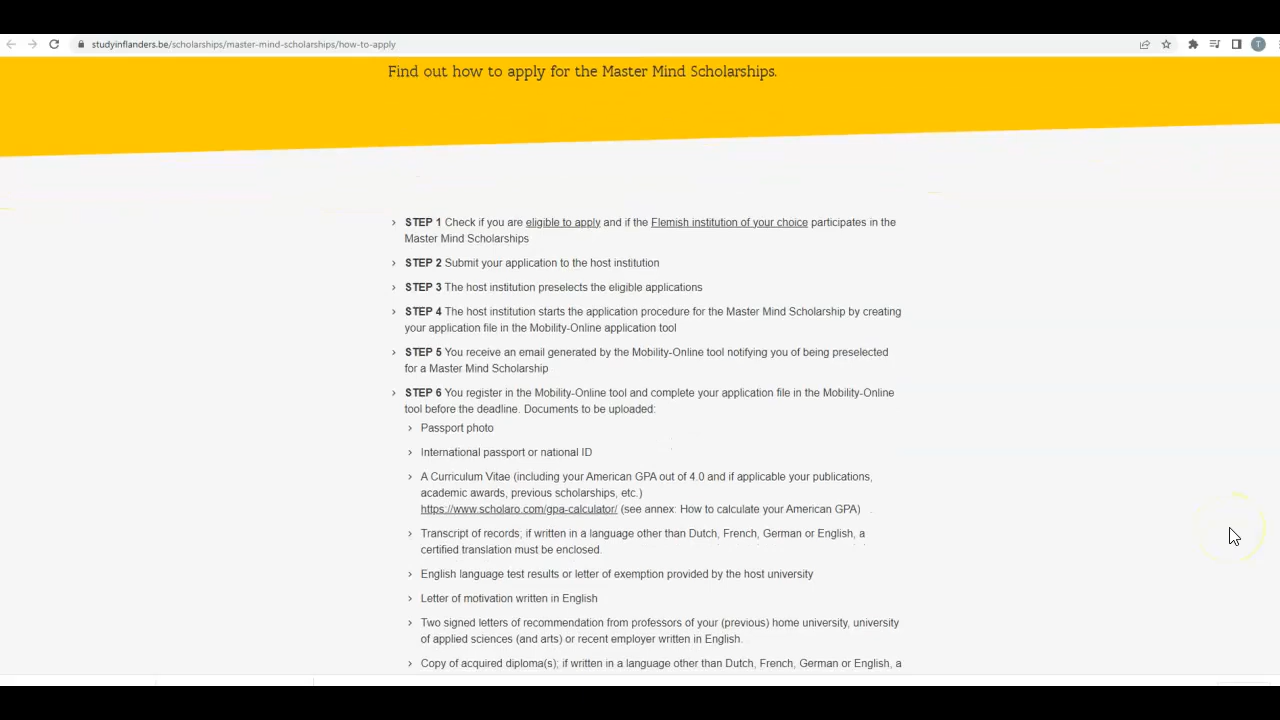 studyinflanders.be/scholarships/master-mind-scholarships/how-to-apply
T
Find out how to apply for the Master Mind Scholarships.
› STEP 1 Check if you are eligible to apply and if the Flemish institution of your choice participates in the
Master Mind Scholarships
› STEP 2 Submit your application to the host institution
› STEP 3 The host institution preselects the eligible applications
› STEP 4 The host institution starts the application procedure for the Master Mind Scholarship by creating
your application file in the Mobility-Online application tool
› STEP 5 You receive an email generated by the Mobility-Online tool notifying you of being preselected
for a Master Mind Scholarship
› STEP 6 You register in the Mobility-Online tool and complete your application file in the Mobility-Online
tool before the deadline. Documents to be uploaded:
› Passport photo
› International passport or national ID
› A Curriculum Vitae (including your American GPA out of 4.0 and if applicable your publications,
academic awards, previous scholarships, etc.)
https://www.scholaro.com/gpa-calculator/ (see annex: How to calculate your American GPA)
› Transcript of records; if written in a language other than Dutch, French, German or English, a
certified translation must be enclosed.
› English language test results or letter of exemption provided by the host university
› Letter of motivation written in English
› Two signed letters of recommendation from professors of your (previous) home university, university
of applied sciences (and arts) or recent employer written in English.
› Copy of acquired diploma(s); if written in a language other than Dutch, French, German or English, a